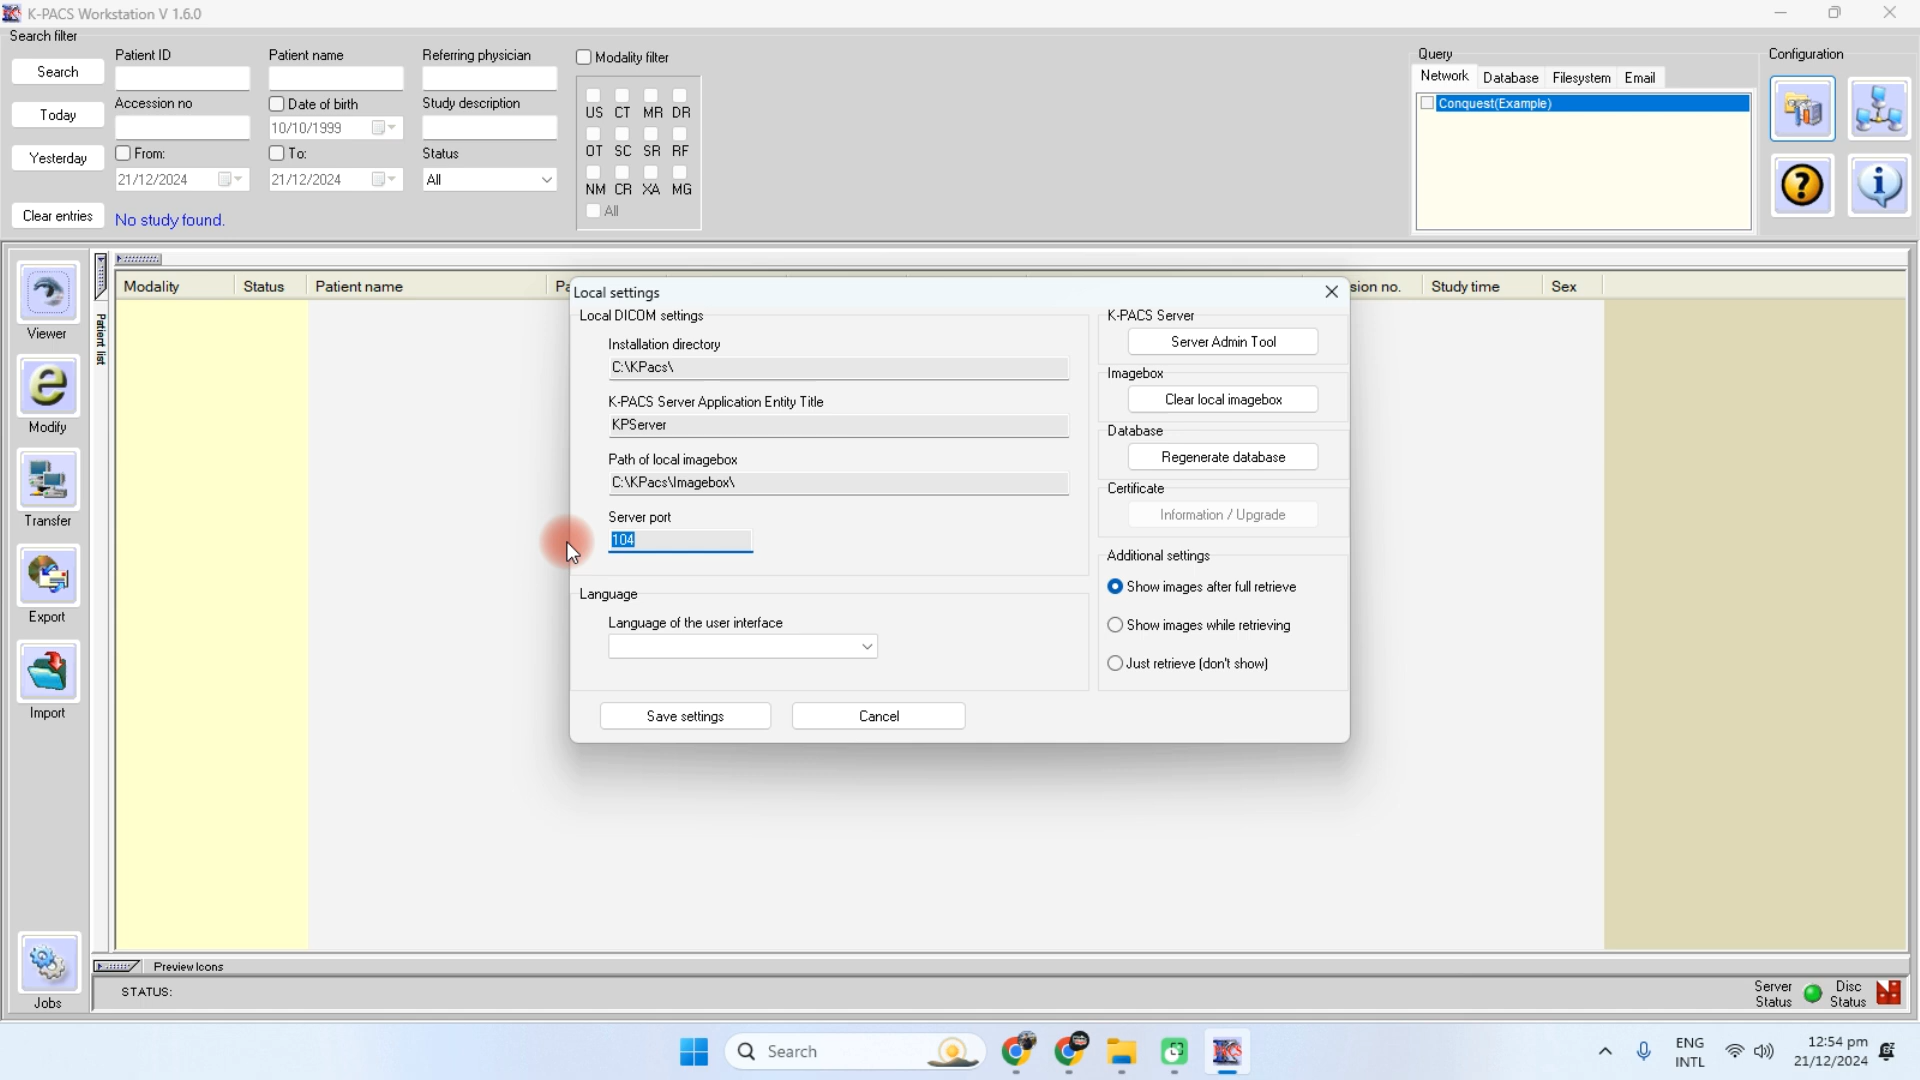 K-PACS Workstation V 1.6.0
Search filter
Search
Today
Yesterday
Clear entries
Patient ID
Patient name
Referring physician
Accession no
Date of birth
Study description
10/10/1999
From:
To:
Status
21/12/2024
21/12/2024
All
No study found.
Modality filter
US CT MR DR
OT SC SR RF
NM CR XA MG
All
Query
Network Database Filesystem Email
Conquest(Example)
Configuration
Viewer
Modify
Transfer
Export
Import
Jobs
Patient list
Modality Status Patient name Pa sion no. Study time Sex
Local settings
Local DICOM settings
Installation directory
C:\KPacs\
K-PACS Server Application Entity Title
KPServer
Path of local imagebox
C:\KPacs\Imagebox\
Server port
104
Language
Language of the user interface
Save settings
Cancel
K-PACS Server
Server Admin Tool
Imagebox
Clear local imagebox
Database
Regenerate database
Certificate
Information / Upgrade
Additional settings
Show images after full retrieve
Show images while retrieving
Just retrieve (don't show)
Preview Icons
STATUS:
Server
Status
Disc
Status
Search
ENG
INTL
12:54 pm
21/12/2024